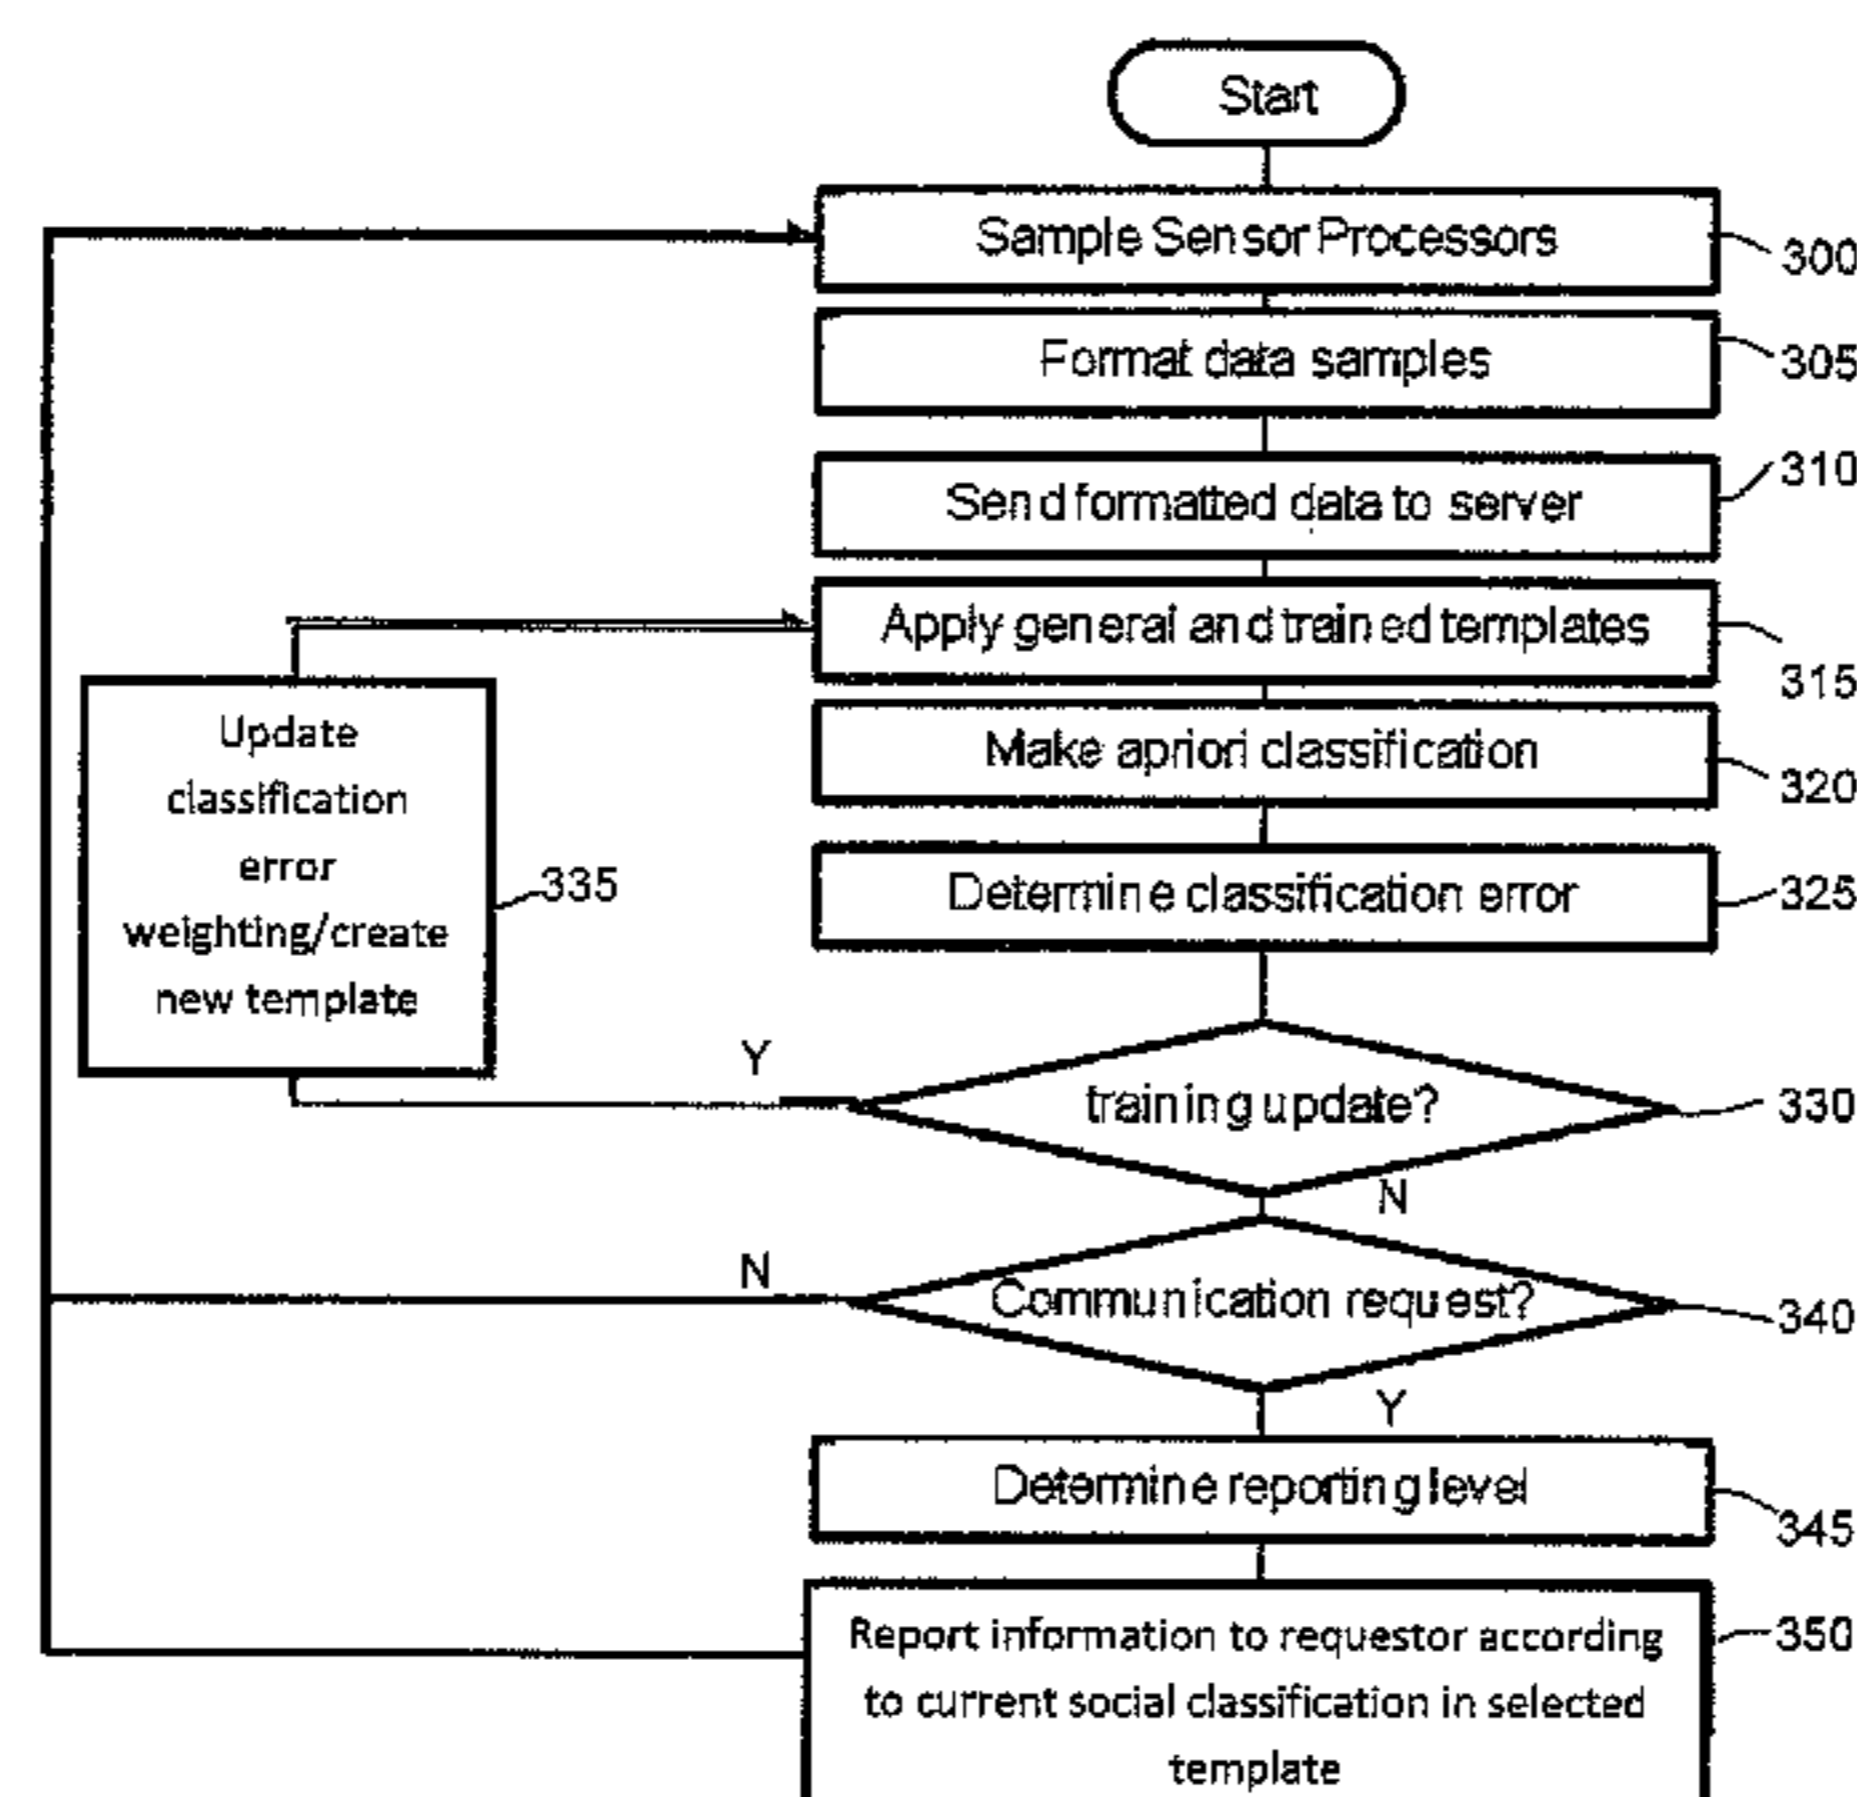 Start
Sample Sensor Processors
300
Format data samples
305
Send formatted data to server
310
Apply general and trained templates
315
Make apriori classification
320
Determine classification error
325
Update
classification
error
weighting/create
new template
335
Y
training update?
330
N
N
Communication request?
340
Y
Determine reporting level
345
Report information to requestor according
to current social classification in selected
template
350